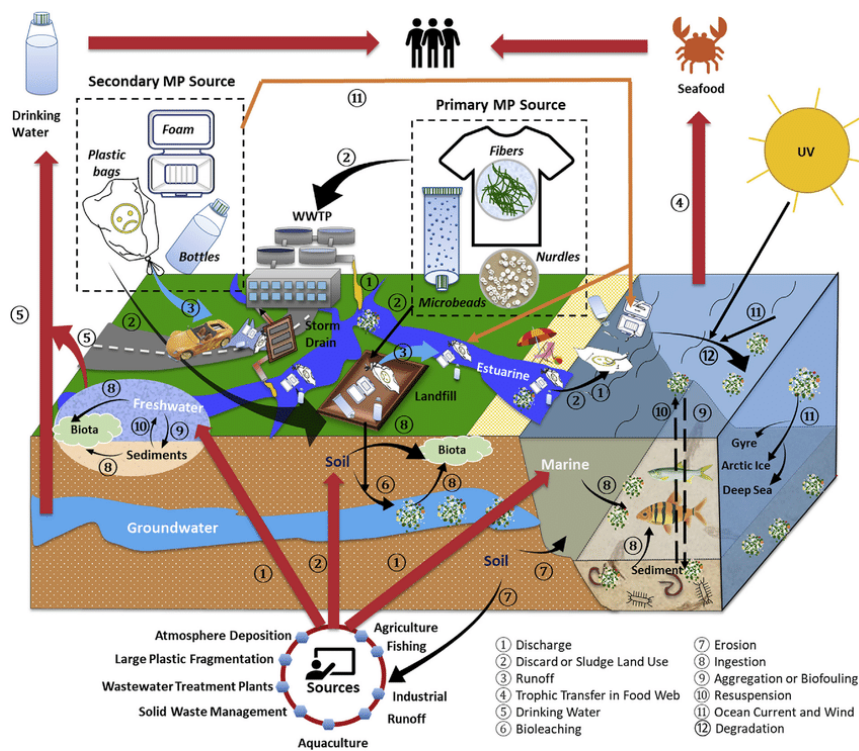 Drinking
Water
Seafood
Secondary MP Source
Foam
Plastic
bags
Bottles
⑪
Primary MP Source
Fibers
Nurdles
Microbeads
②
WWTP
UV
④
⑤
②
③
①
②
⑤
Storm
Drain
③
Estuarine
Landfill
②
①
⑪
⑫
⑧
Freshwater
Biota
⑩
⑨
⑧
Sediments
⑧
Soil
Biota
⑥
⑧
Marine
⑧
⑩
⑨
⑪
Gyre
Arctic Ice
Deep Sea
Groundwater
⑧
Sediment
①
②
①
Soil
⑦
⑦
Atmosphere Deposition
Large Plastic Fragmentation
Wastewater Treatment Plants
Solid Waste Management
Aquaculture
Sources
Agriculture
Fishing
Industrial
Runoff
① Discharge
② Discard or Sludge Land Use
③ Runoff
④ Trophic Transfer in Food Web
⑤ Drinking Water
⑥ Bioleaching
⑦ Erosion
⑧ Ingestion
⑨ Aggregation or Biofouling
⑩ Resuspension
⑪ Ocean Current and Wind
⑫ Degradation